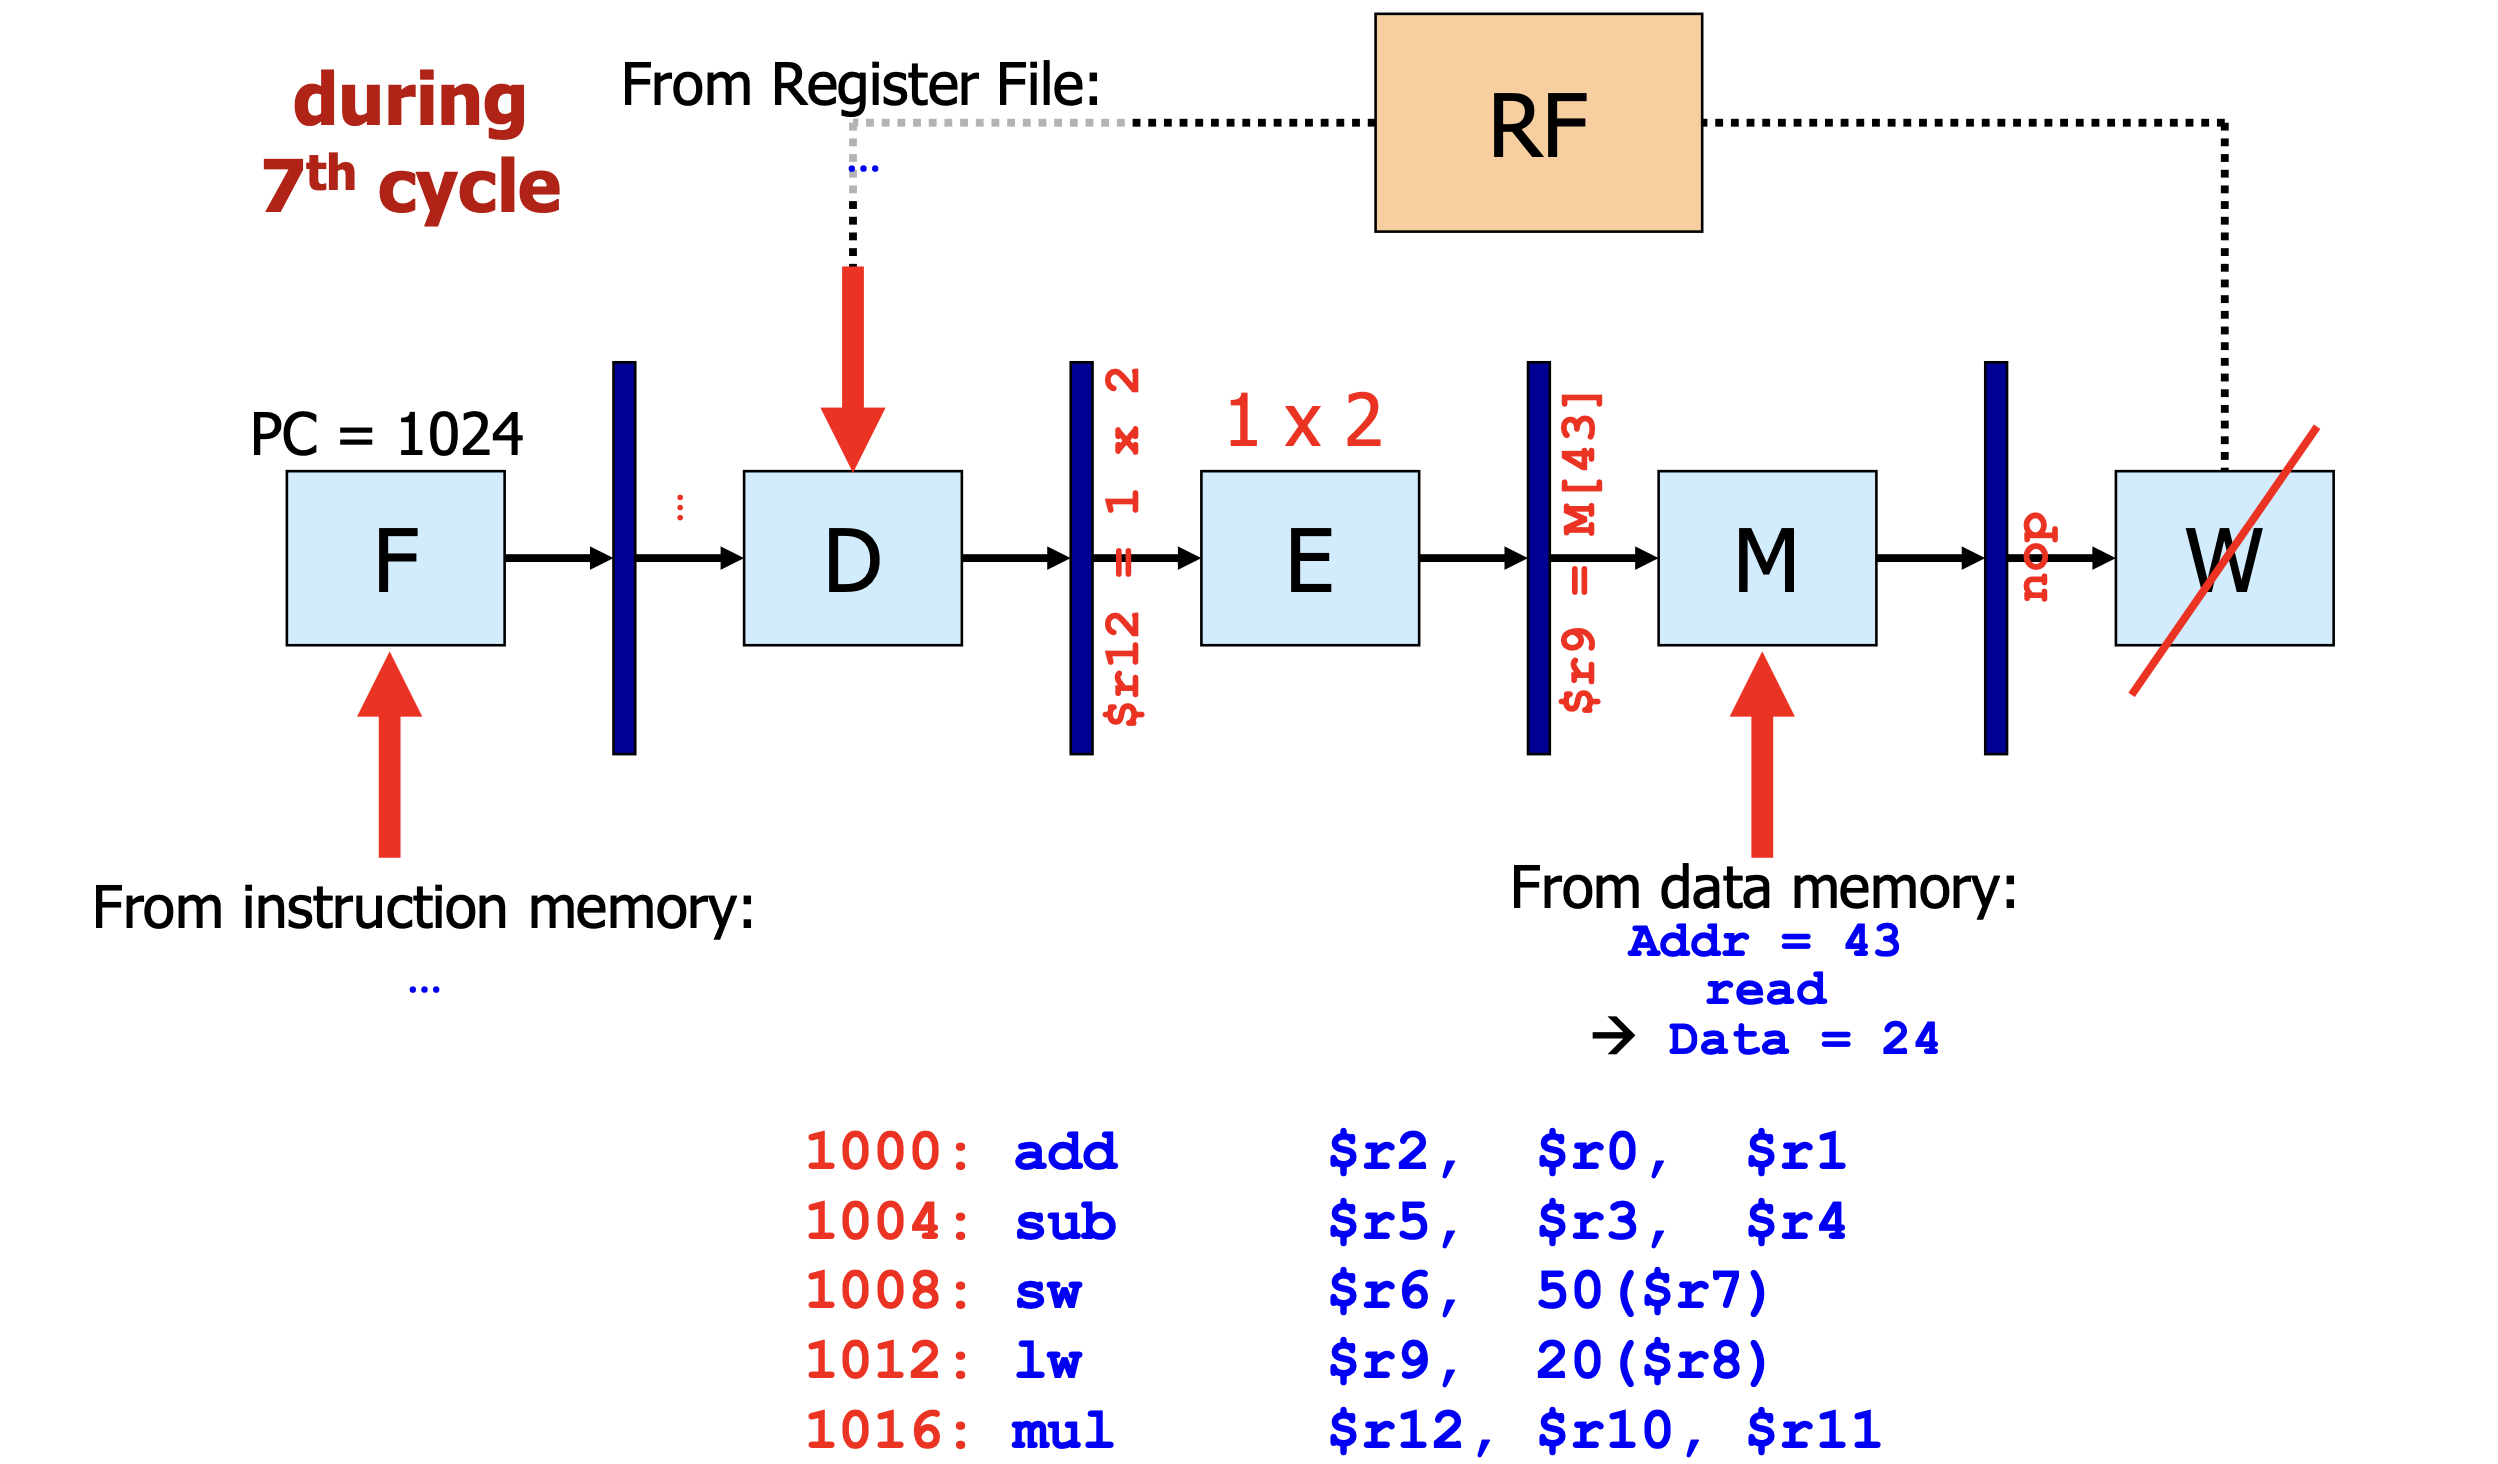 during
7th cycle
From Register File:
...
RF
PC = 1024
F
...
D
$r12 = 1 x 2
1 x 2
E
$r9 = M[43]
M
nop
W
From instruction memory:
...
From data memory:
Addr = 43
read
→ Data = 24
1000: add $r2, $r0, $r1
1004: sub $r5, $r3, $r4
1008: sw $r6, 50($r7)
1012: lw $r9, 20($r8)
1016: mul $r12, $r10, $r11